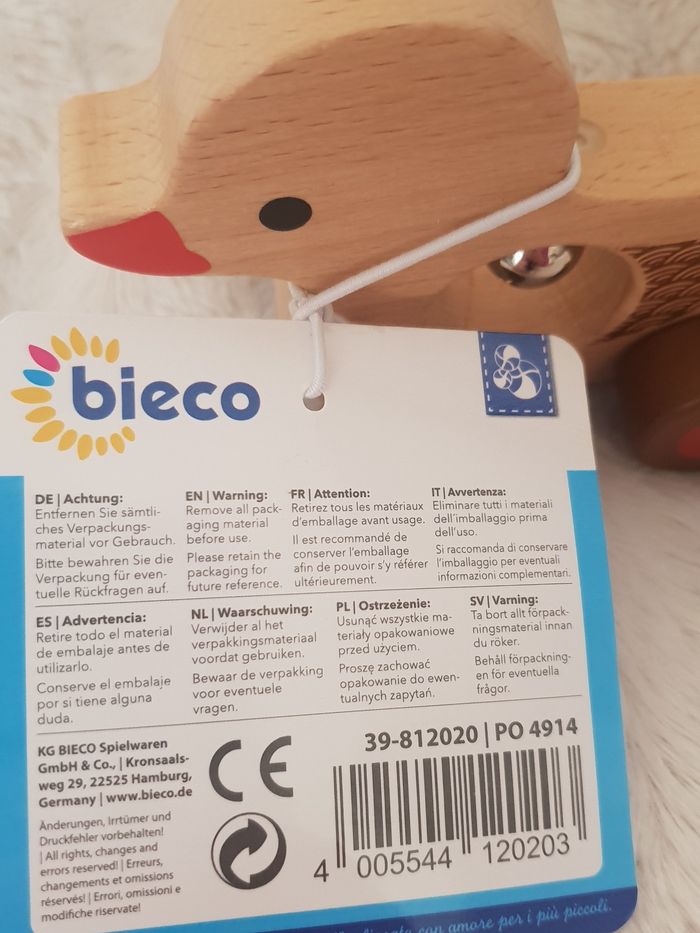 bieco
DE | Achtung:
Entfernen Sie sämtli-
ches Verpackungs-
material vor Gebrauch.
Bitte bewahren Sie die
Verpackung für even-
tuelle Rückfragen auf.
EN | Warning:
Remove all pack-
aging material
before use.
Please retain the
packaging for
future reference.
FR | Attention:
Retirez tous les matériaux
d'emballage avant usage.
Il est recommandé de
conserver l'emballage
afin de pouvoir s'y référer
ultérieurement.
IT | Avvertenza:
Eliminare tutti i materiali
dell'imballaggio prima
dell'uso.
Si raccomanda di conservare
l'imballaggio per eventuali
informazioni complementari.
ES | Advertencia:
Retire todo el material
de embalaje antes de
utilizarlo.
Conserve el embalaje
por si tiene alguna
duda.
NL | Waarschuwing:
Verwijder al het
verpakkingsmateriaal
voordat gebruiken.
Bewaar de verpakking
voor eventuele
vragen.
PL | Ostrzeżenie:
Usunąć wszystkie ma-
teriały opakowaniowe
przed użyciem.
Proszę zachować
opakowanie do ewen-
tualnych zapytań.
SV | Varning:
Ta bort allt förpack-
ningsmaterial innan
du röker.
Behåll förpackning-
en för eventuella
frågor.
KG BIECO Spielwaren
GmbH & Co., | Kronsaals-
weg 29, 22525 Hamburg,
Germany | www.bieco.de
Änderungen, Irrtümer und
Druckfehler vorbehalten!
| All rights, changes and
errors reserved! | Erreurs,
changements et omissions
réservés! | Errori, omissioni e
modifiche riservate!
CE
39-812020 | PO 4914
4 005544 120203
con amore per i più piccoli.